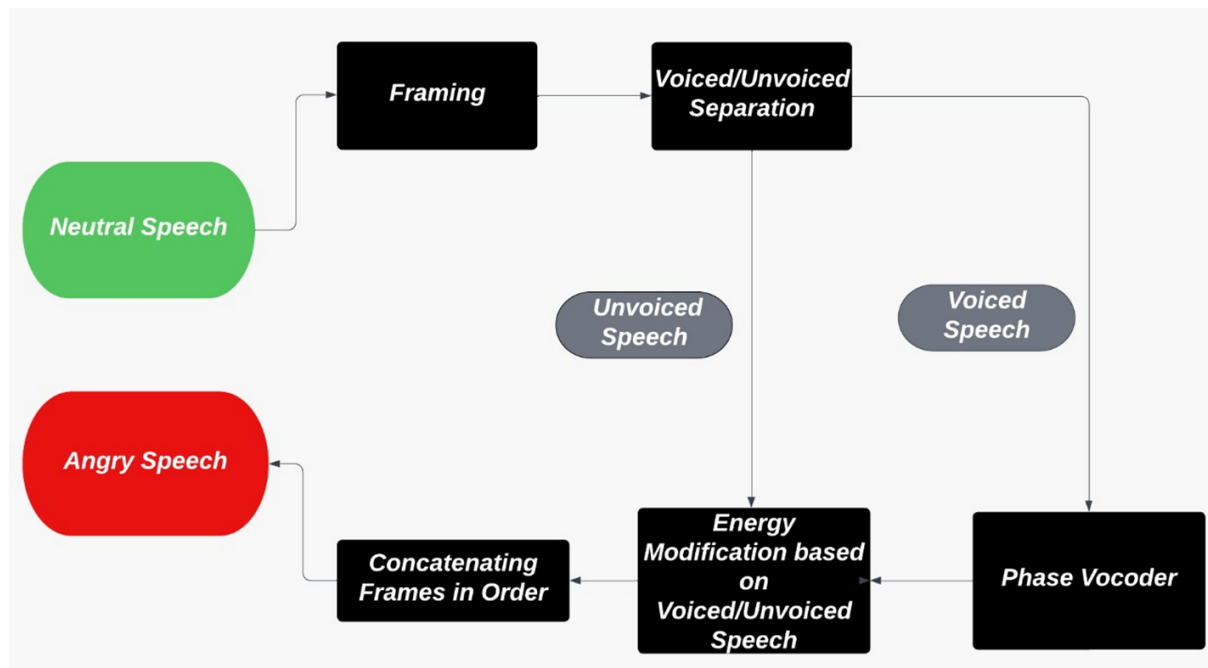 Framing
Voiced/Unvoiced
Separation
Neutral Speech
Unvoiced
Speech
Voiced
Speech
Angry Speech
Concatenating
Frames in Order
Energy
Modification based
on
Voiced/Unvoiced
Speech
Phase Vocoder